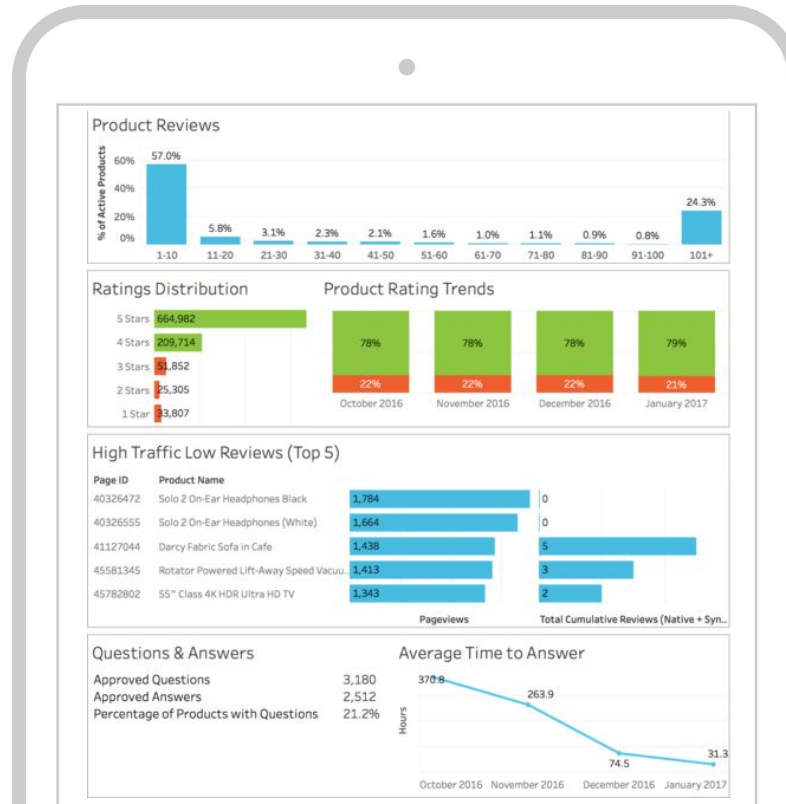 Product Reviews
% of Active Products
60%
40%
20%
0%
57.0% 5.8% 3.1% 2.3% 2.1% 1.6% 1.0% 1.1% 0.9% 0.8% 24.3%
1-10 11-20 21-30 31-40 41-50 51-60 61-70 71-80 81-90 91-100 101+
Ratings Distribution
5 Stars 664,982
4 Stars 209,714
3 Stars 51,852
2 Stars 25,305
1 Star 33,807
Product Rating Trends
78% 78% 78% 79%
22% 22% 22% 21%
October 2016 November 2016 December 2016 January 2017
High Traffic Low Reviews (Top 5)
Page ID Product Name
40326472 Solo 2 On-Ear Headphones Black 1,784 0
40326555 Solo 2 On-Ear Headphones (White) 1,664 0
41127044 Darcy Fabric Sofa in Cafe 1,438 5
45581345 Rotator Powered Lift-Away Speed Vacuu.. 1,413 3
45782802 55" Class 4K HDR Ultra HD TV 1,343 2
Pageviews Total Cumulative Reviews (Native + Syn..
Questions & Answers
Approved Questions 3,180
Approved Answers 2,512
Percentage of Products with Questions 21.2%
Average Time to Answer
Hours
370.8 263.9 74.5 31.3
October 2016 November 2016 December 2016 January 2017